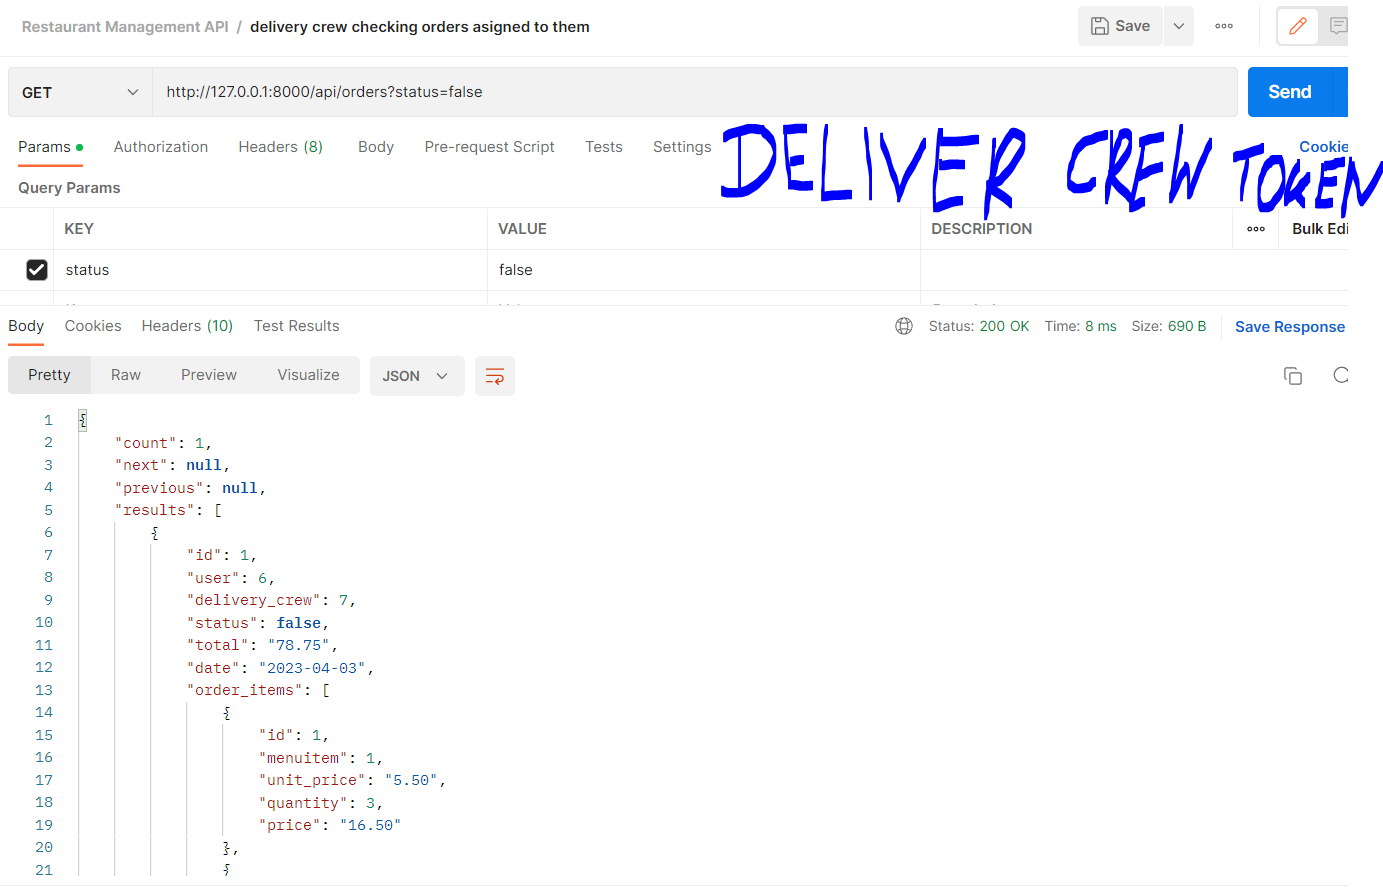 Restaurant Management API / delivery crew checking orders asigned to them
Save
GET http://127.0.0.1:8000/api/orders?status=false Send
Params Authorization Headers (8) Body Pre-request Script Tests Settings Cookie
DELIVER CREW TOKEN
Query Params
KEY VALUE DESCRIPTION Bulk Edi
status false
Body Cookies Headers (10) Test Results Status: 200 OK Time: 8 ms Size: 690 B Save Response
Pretty Raw Preview Visualize JSON
1 {
2 "count": 1,
3 "next": null,
4 "previous": null,
5 "results": [
6 {
7 "id": 1,
8 "user": 6,
9 "delivery_crew": 7,
10 "status": false,
11 "total": "78.75",
12 "date": "2023-04-03",
13 "order_items": [
14 {
15 "id": 1,
16 "menuitem": 1,
17 "unit_price": "5.50",
18 "quantity": 3,
19 "price": "16.50"
20 },
21 {